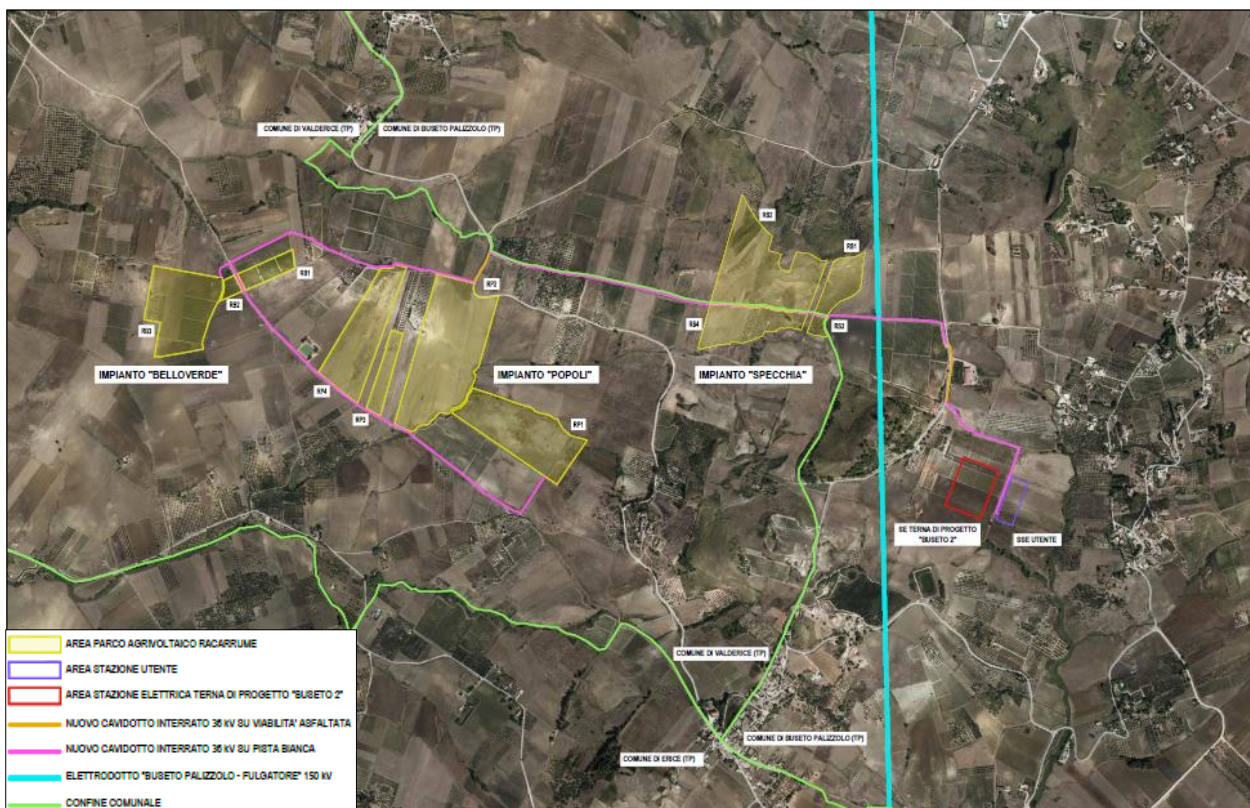 COMUNE DI VALDERICE (TP)
COMUNE DI BUSETO PALIZZOLO (TP)
RS2
RS1
RB1
RB2
RB3
RP2
RS4
RS3
IMPIANTO "BELLOVERDE"
IMPIANTO "POPOLI"
IMPIANTO "SPECCHIA"
RP4
RP3
RP1
SE TERNA DI PROGETTO
"BUSETO 2"
SSE UTENTE
COMUNE DI VALDERICE (TP)
COMUNE DI BUSETO PALIZZOLO (TP)
COMUNE DI ERICE (TP)
AREA PARCO AGRIVOLTAICO RACARRUME
AREA STAZIONE UTENTE
AREA STAZIONE ELETTRICA TERNA DI PROGETTO "BUSETO 2"
NUOVO CAVIDOTTO INTERRATO 36 kV SU VIABILITA' ASFALTATA
NUOVO CAVIDOTTO INTERRATO 36 kV SU PISTA BIANCA
ELETTRODOTTO "BUSETO PALIZZOLO - FULGATORE" 150 kV
CONFINE COMUNALE